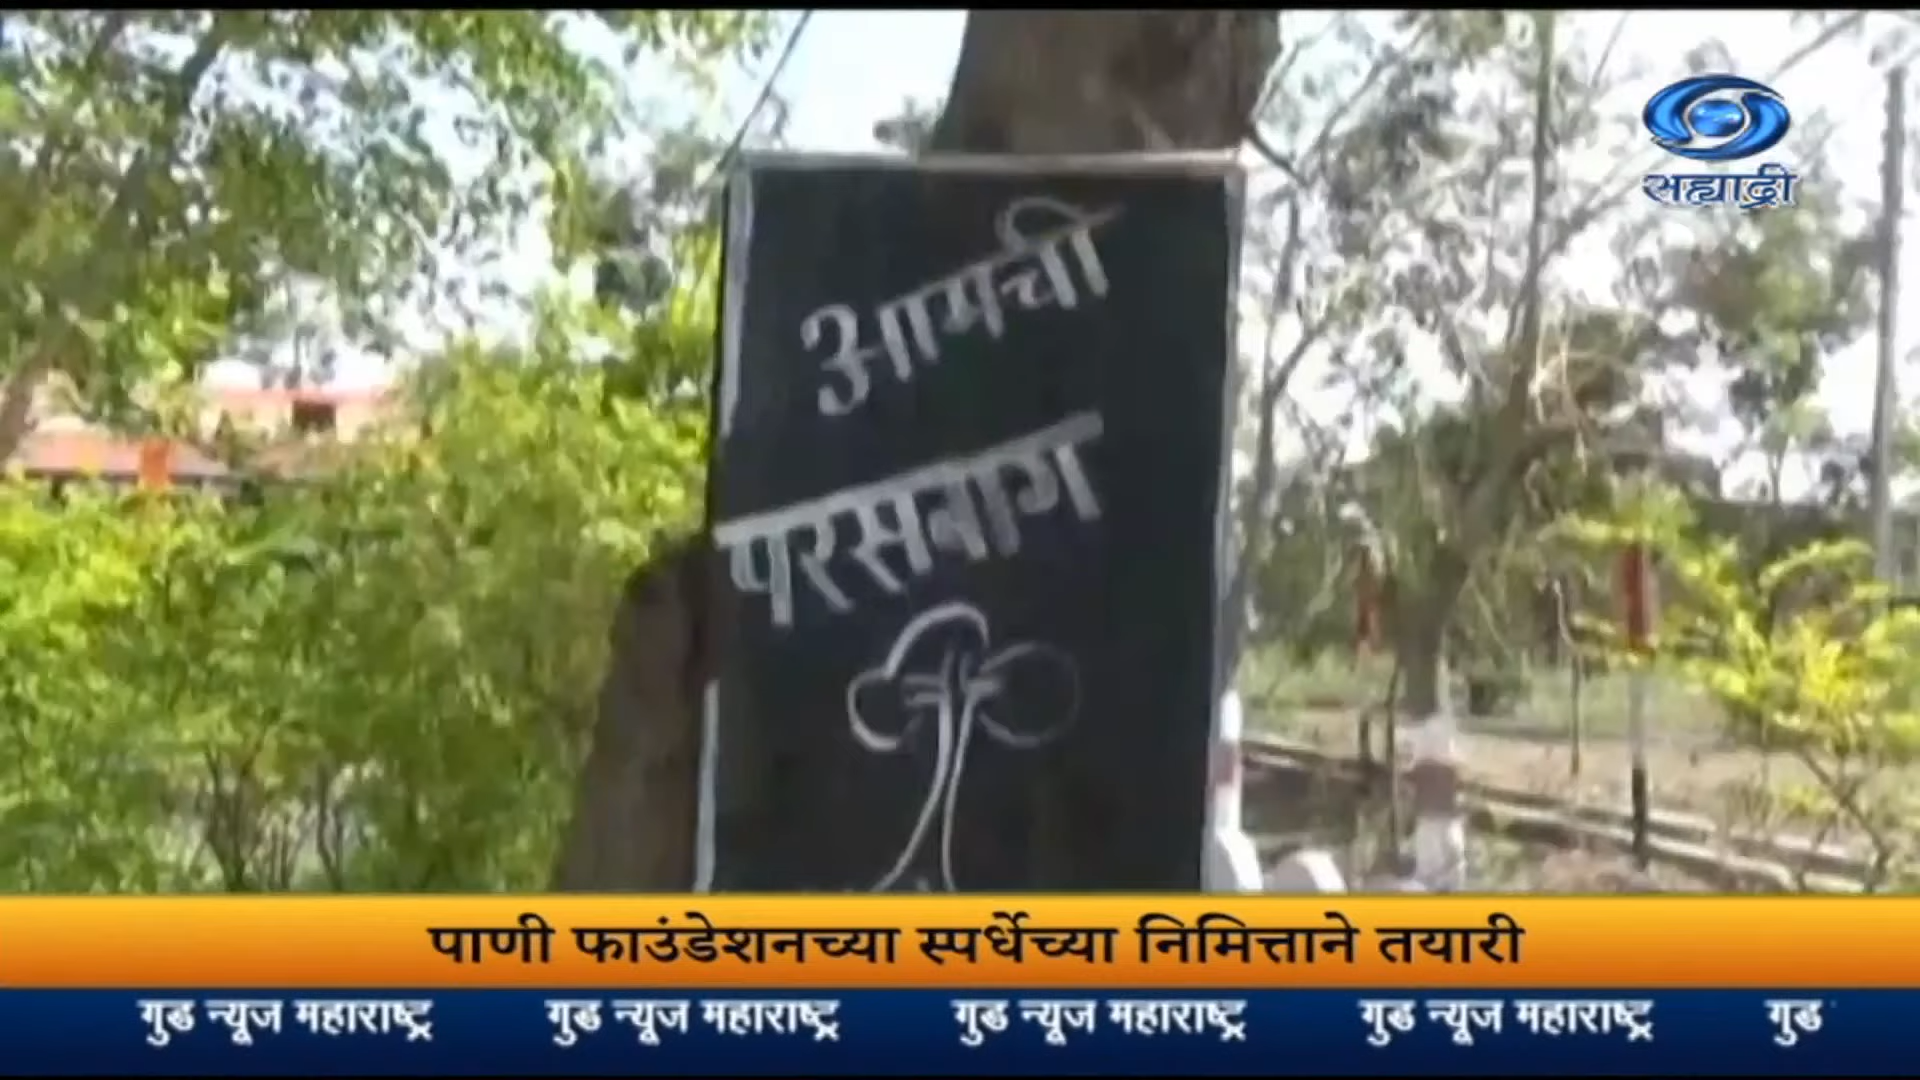 सह्याद्री
आमची
परसबाग
पाणी फाउंडेशनच्या स्पर्धेच्या निमित्ताने तयारी
गुड न्यूज महाराष्ट्र गुड न्यूज महाराष्ट्र गुड न्यूज महाराष्ट्र गुड न्यूज महाराष्ट्र गुड